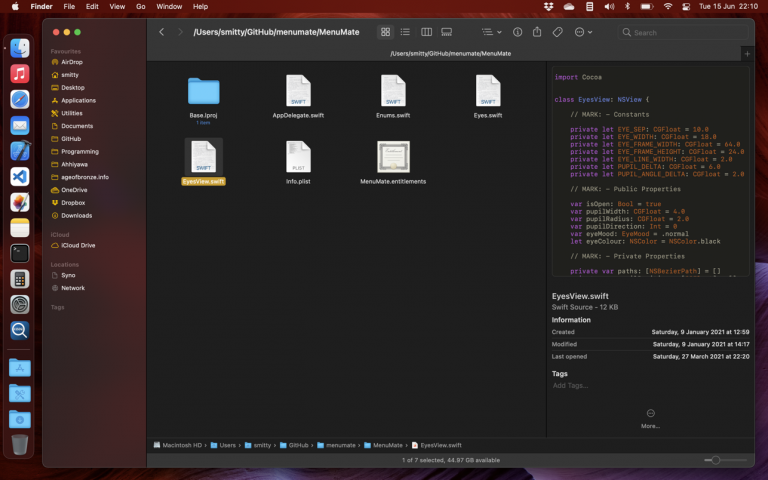 Finder File Edit View Go Window Help Tue 15 Jun 22:10
/Users/smitty/GitHub/menumate/MenuMate
Search
/Users/smitty/GitHub/menumate/MenuMate
Favourites
AirDrop
smitty
Desktop
Applications
Utilities
Documents
GitHub
Programming
Ahhiyawa
ageofbronze.info
OneDrive
Dropbox
Downloads
iCloud
iCloud Drive
Locations
Syno
Network
Tags
SWIFT SWIFT SWIFT
Base.lproj AppDelegate.swift Enums.swift Eyes.swift
1 item
SWIFT PLIST
EyesView.swift Info.plist MenuMate.entitlements
import Cocoa
class EyesView: NSView {
// MARK: - Constants
private let EYE_SEP: CGFloat = 10.0
private let EYE_WIDTH: CGFloat = 18.0
private let EYE_FRAME_WIDTH: CGFloat = 64.0
private let EYE_FRAME_HEIGHT: CGFloat = 24.0
private let EYE_LINE_WIDTH: CGFloat = 2.0
private let PUPIL_DELTA: CGFloat = 6.0
private let PUPIL_ANGLE_DELTA: CGFloat = 2.0
// MARK: - Public Properties
var isOpen: Bool = true
var pupilWidth: CGFloat = 4.0
var pupilRadius: CGFloat = 2.0
var pupilDirection: Int = 0
var eyeMood: EyeMood = .normal
let eyeColour: NSColor = NSColor.black
// MARK: - Private Properties
private var paths: [NSBezierPath] = []
EyesView.swift
Swift Source - 12 KB
Information
Created Saturday, 9 January 2021 at 12:59
Modified Saturday, 9 January 2021 at 14:17
Last opened Saturday, 27 March 2021 at 22:20
Tags
Add Tags...
More...
Macintosh HD › Users › smitty › GitHub › menumate › MenuMate › EyesView.swift
1 of 7 selected, 44.97 GB available